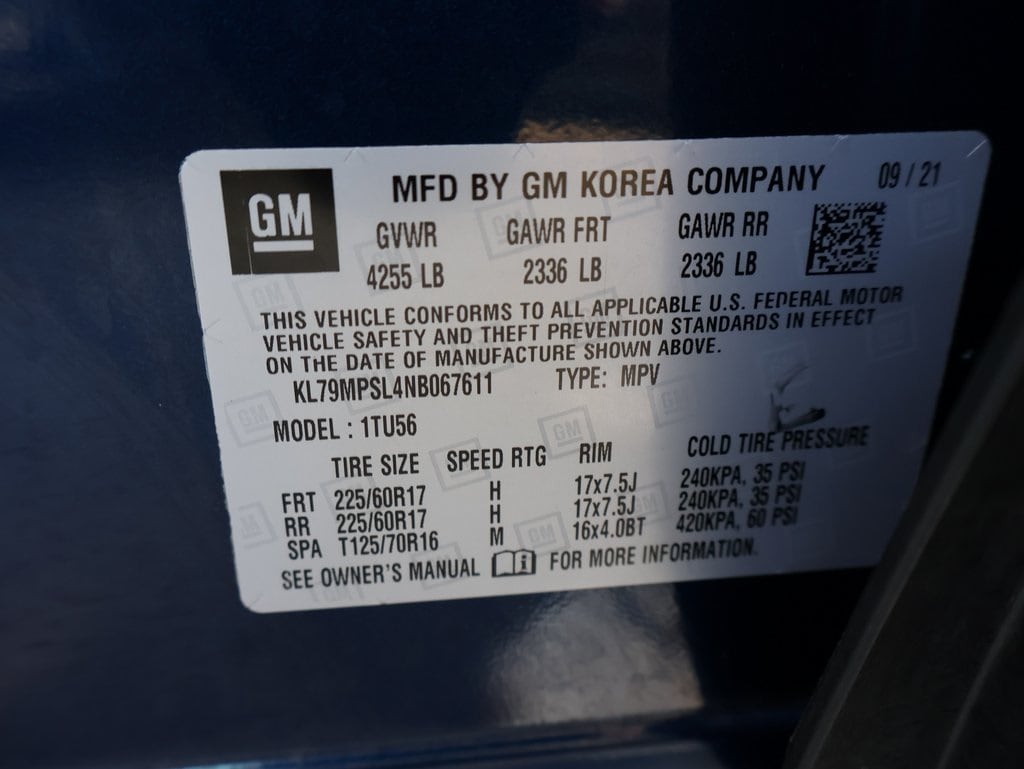 GM
MFD BY GM KOREA COMPANY 09 / 21
GVWR GAWR FRT GAWR RR
4255 LB 2336 LB 2336 LB
THIS VEHICLE CONFORMS TO ALL APPLICABLE U.S. FEDERAL MOTOR
VEHICLE SAFETY AND THEFT PREVENTION STANDARDS IN EFFECT
ON THE DATE OF MANUFACTURE SHOWN ABOVE.
KL79MPSL4NB067611 TYPE: MPV
MODEL : 1TU56
TIRE SIZE SPEED RTG RIM COLD TIRE PRESSURE
FRT 225/60R17 H 17x7.5J 240KPA, 35 PSI
RR 225/60R17 H 17x7.5J 240KPA, 35 PSI
SPA T125/70R16 M 16x4.0BT 420KPA, 60 PSI
SEE OWNER'S MANUAL FOR MORE INFORMATION.